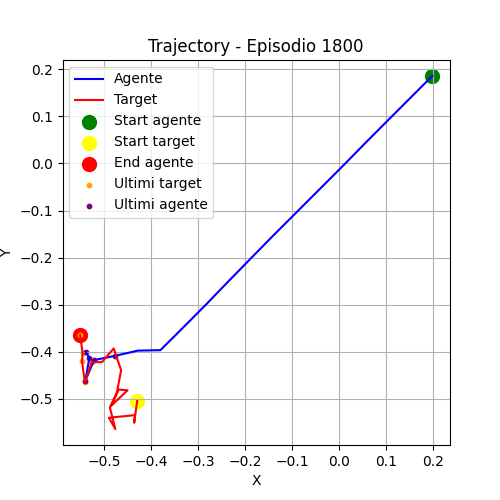 Trajectory - Episodio 1800
Agente
Target
Start agente
Start target
End agente
Ultimi target
Ultimi agente
0.2
0.1
0.0
−0.1
−0.2
−0.3
−0.4
−0.5
Y
−0.5
−0.4
−0.3
−0.2
−0.1
0.0
0.1
0.2
X